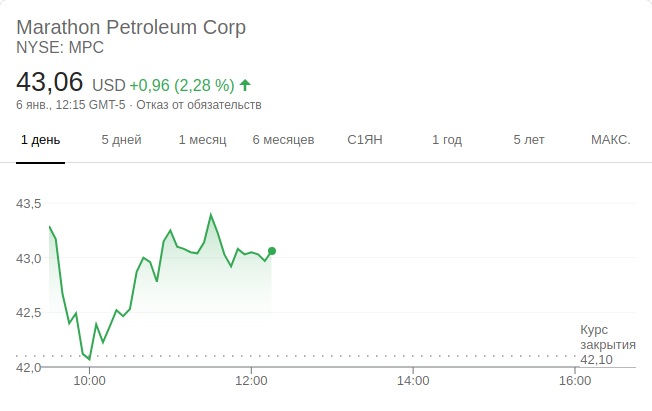 Marathon Petroleum Corp
NYSE: MPC
43,06 USD +0,96 (2,28 %)
6 янв., 12:15 GMT-5 · Отказ от обязательств
1 день 5 дней 1 месяц 6 месяцев С1ЯН 1 год 5 лет МАКС.
43,5
43,0
42,5
Курс
закрытия
42,10
42,0
10:00 12:00 14:00 16:00